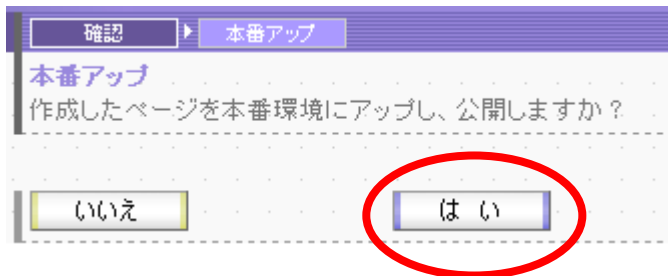 確認 本番アップ
本番アップ
作成したページを本番環境にアップし、公開しますか?
いいえ はい